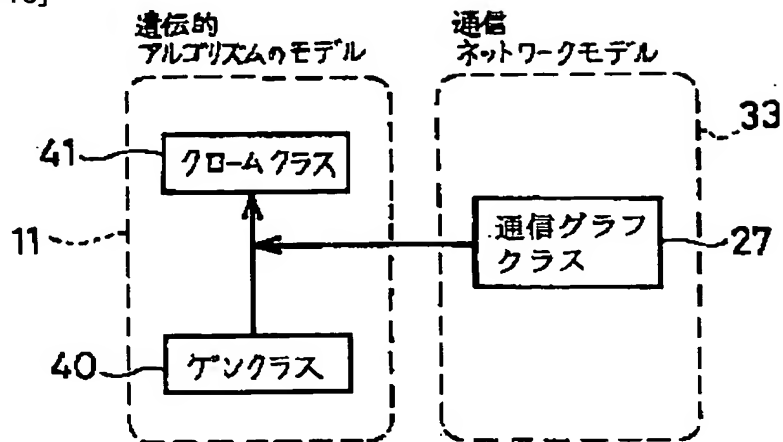 遺伝的
アルゴリズムのモデル
通信
ネットワークモデル
33
41
クロームクラス
11
通信グラフ
クラス
27
40
ゲンクラス